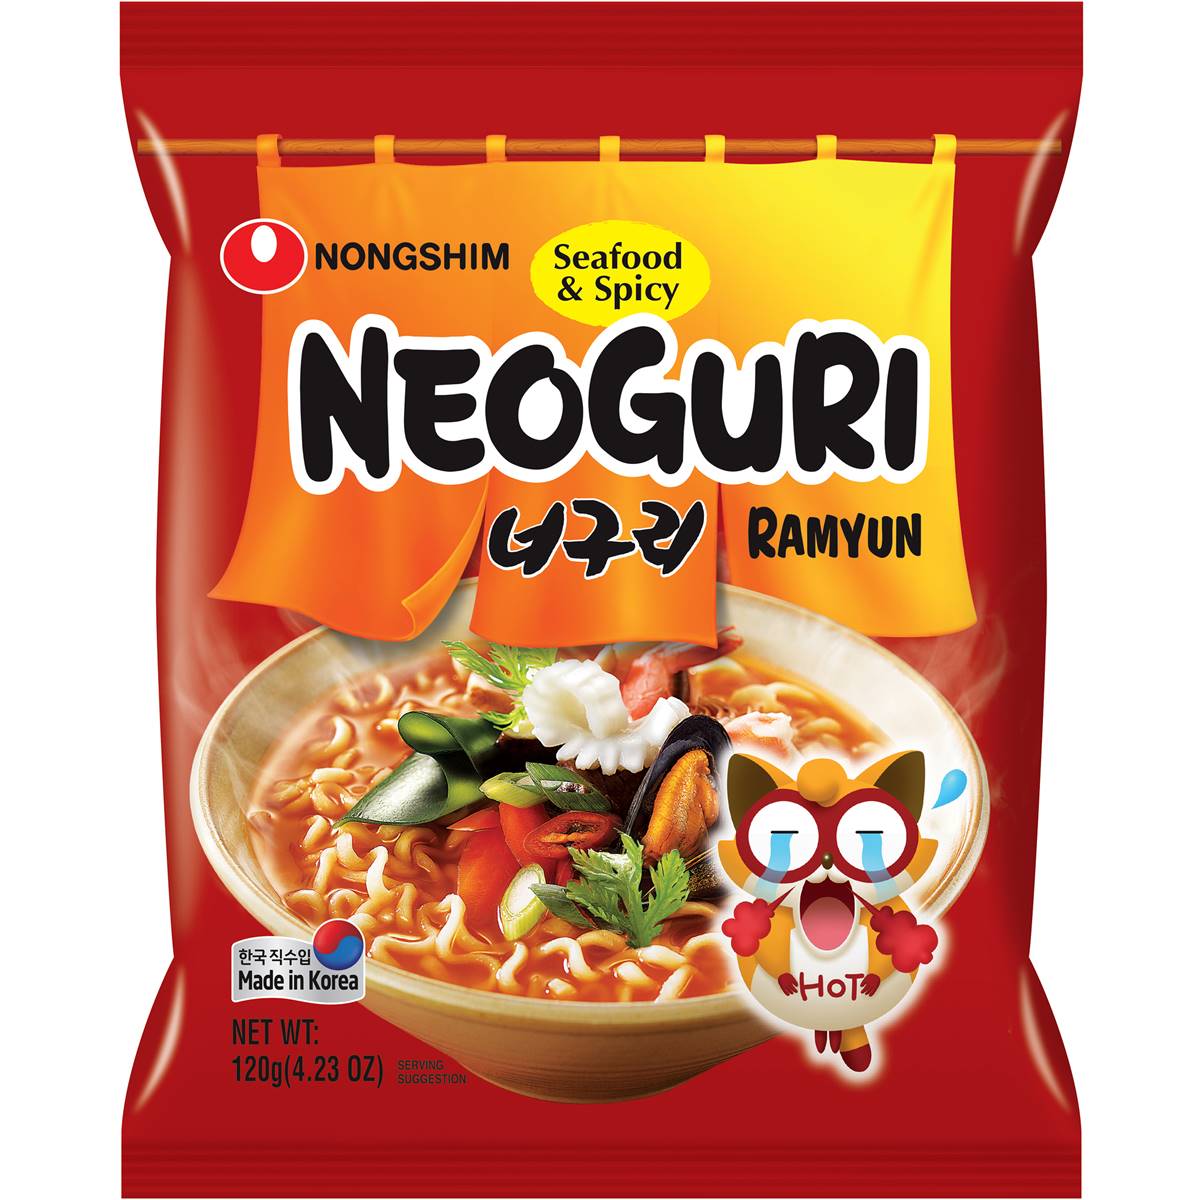 NONGSHIM
Seafood
& Spicy
NEOGURI
너구리
RAMYUN
HOT
한국 직수입
Made in Korea
NET WT:
120g(4.23 OZ)
SERVING
SUGGESTION